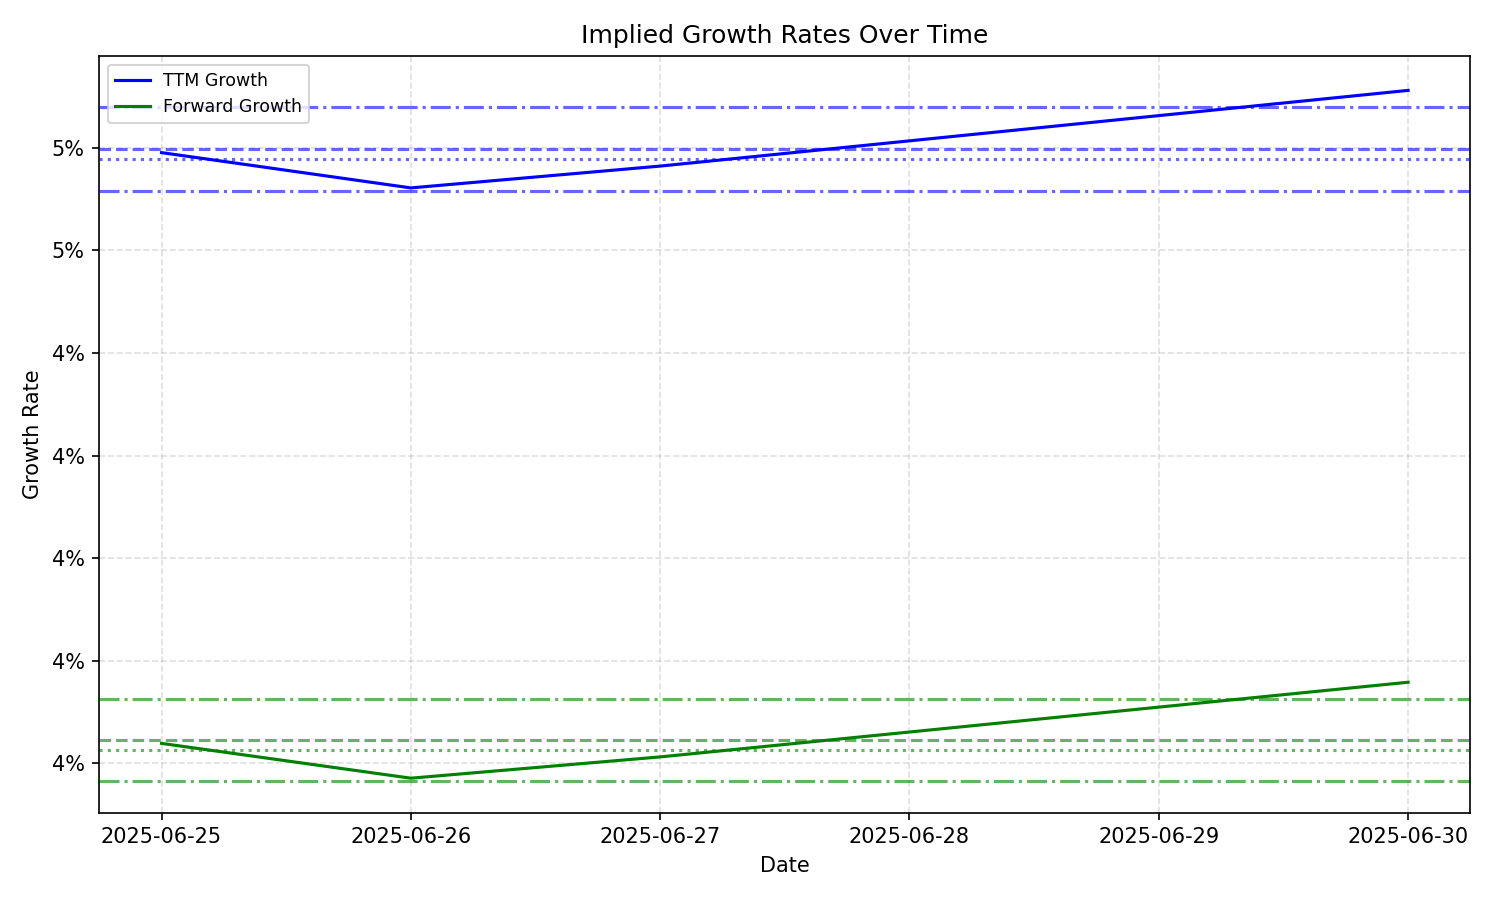 Implied Growth Rates Over Time
TTM Growth
Forward Growth
5%
5%
4%
4%
4%
4%
4%
Growth Rate
2025-06-25
2025-06-26
2025-06-27
2025-06-28
2025-06-29
2025-06-30
Date